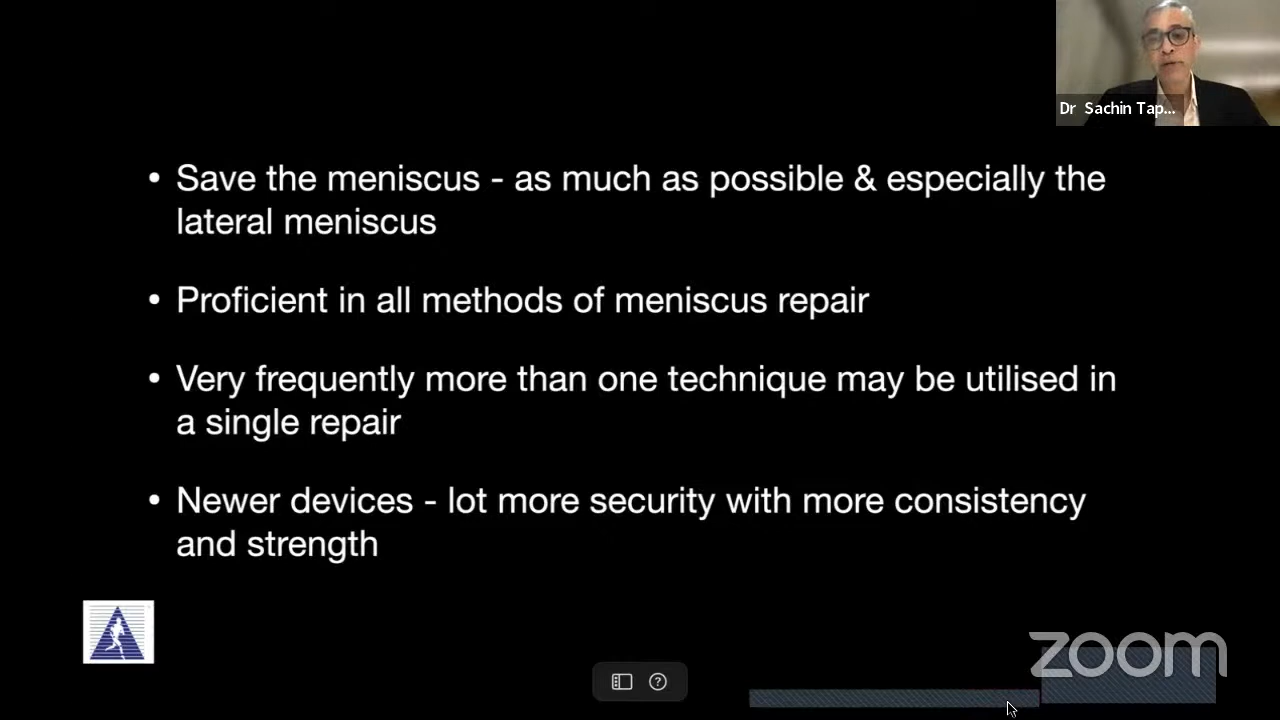 Dr Sachin Tap...
• Save the meniscus - as much as possible & especially the
lateral meniscus
• Proficient in all methods of meniscus repair
• Very frequently more than one technique may be utilised in
a single repair
• Newer devices - lot more security with more consistency
and strength
zoom